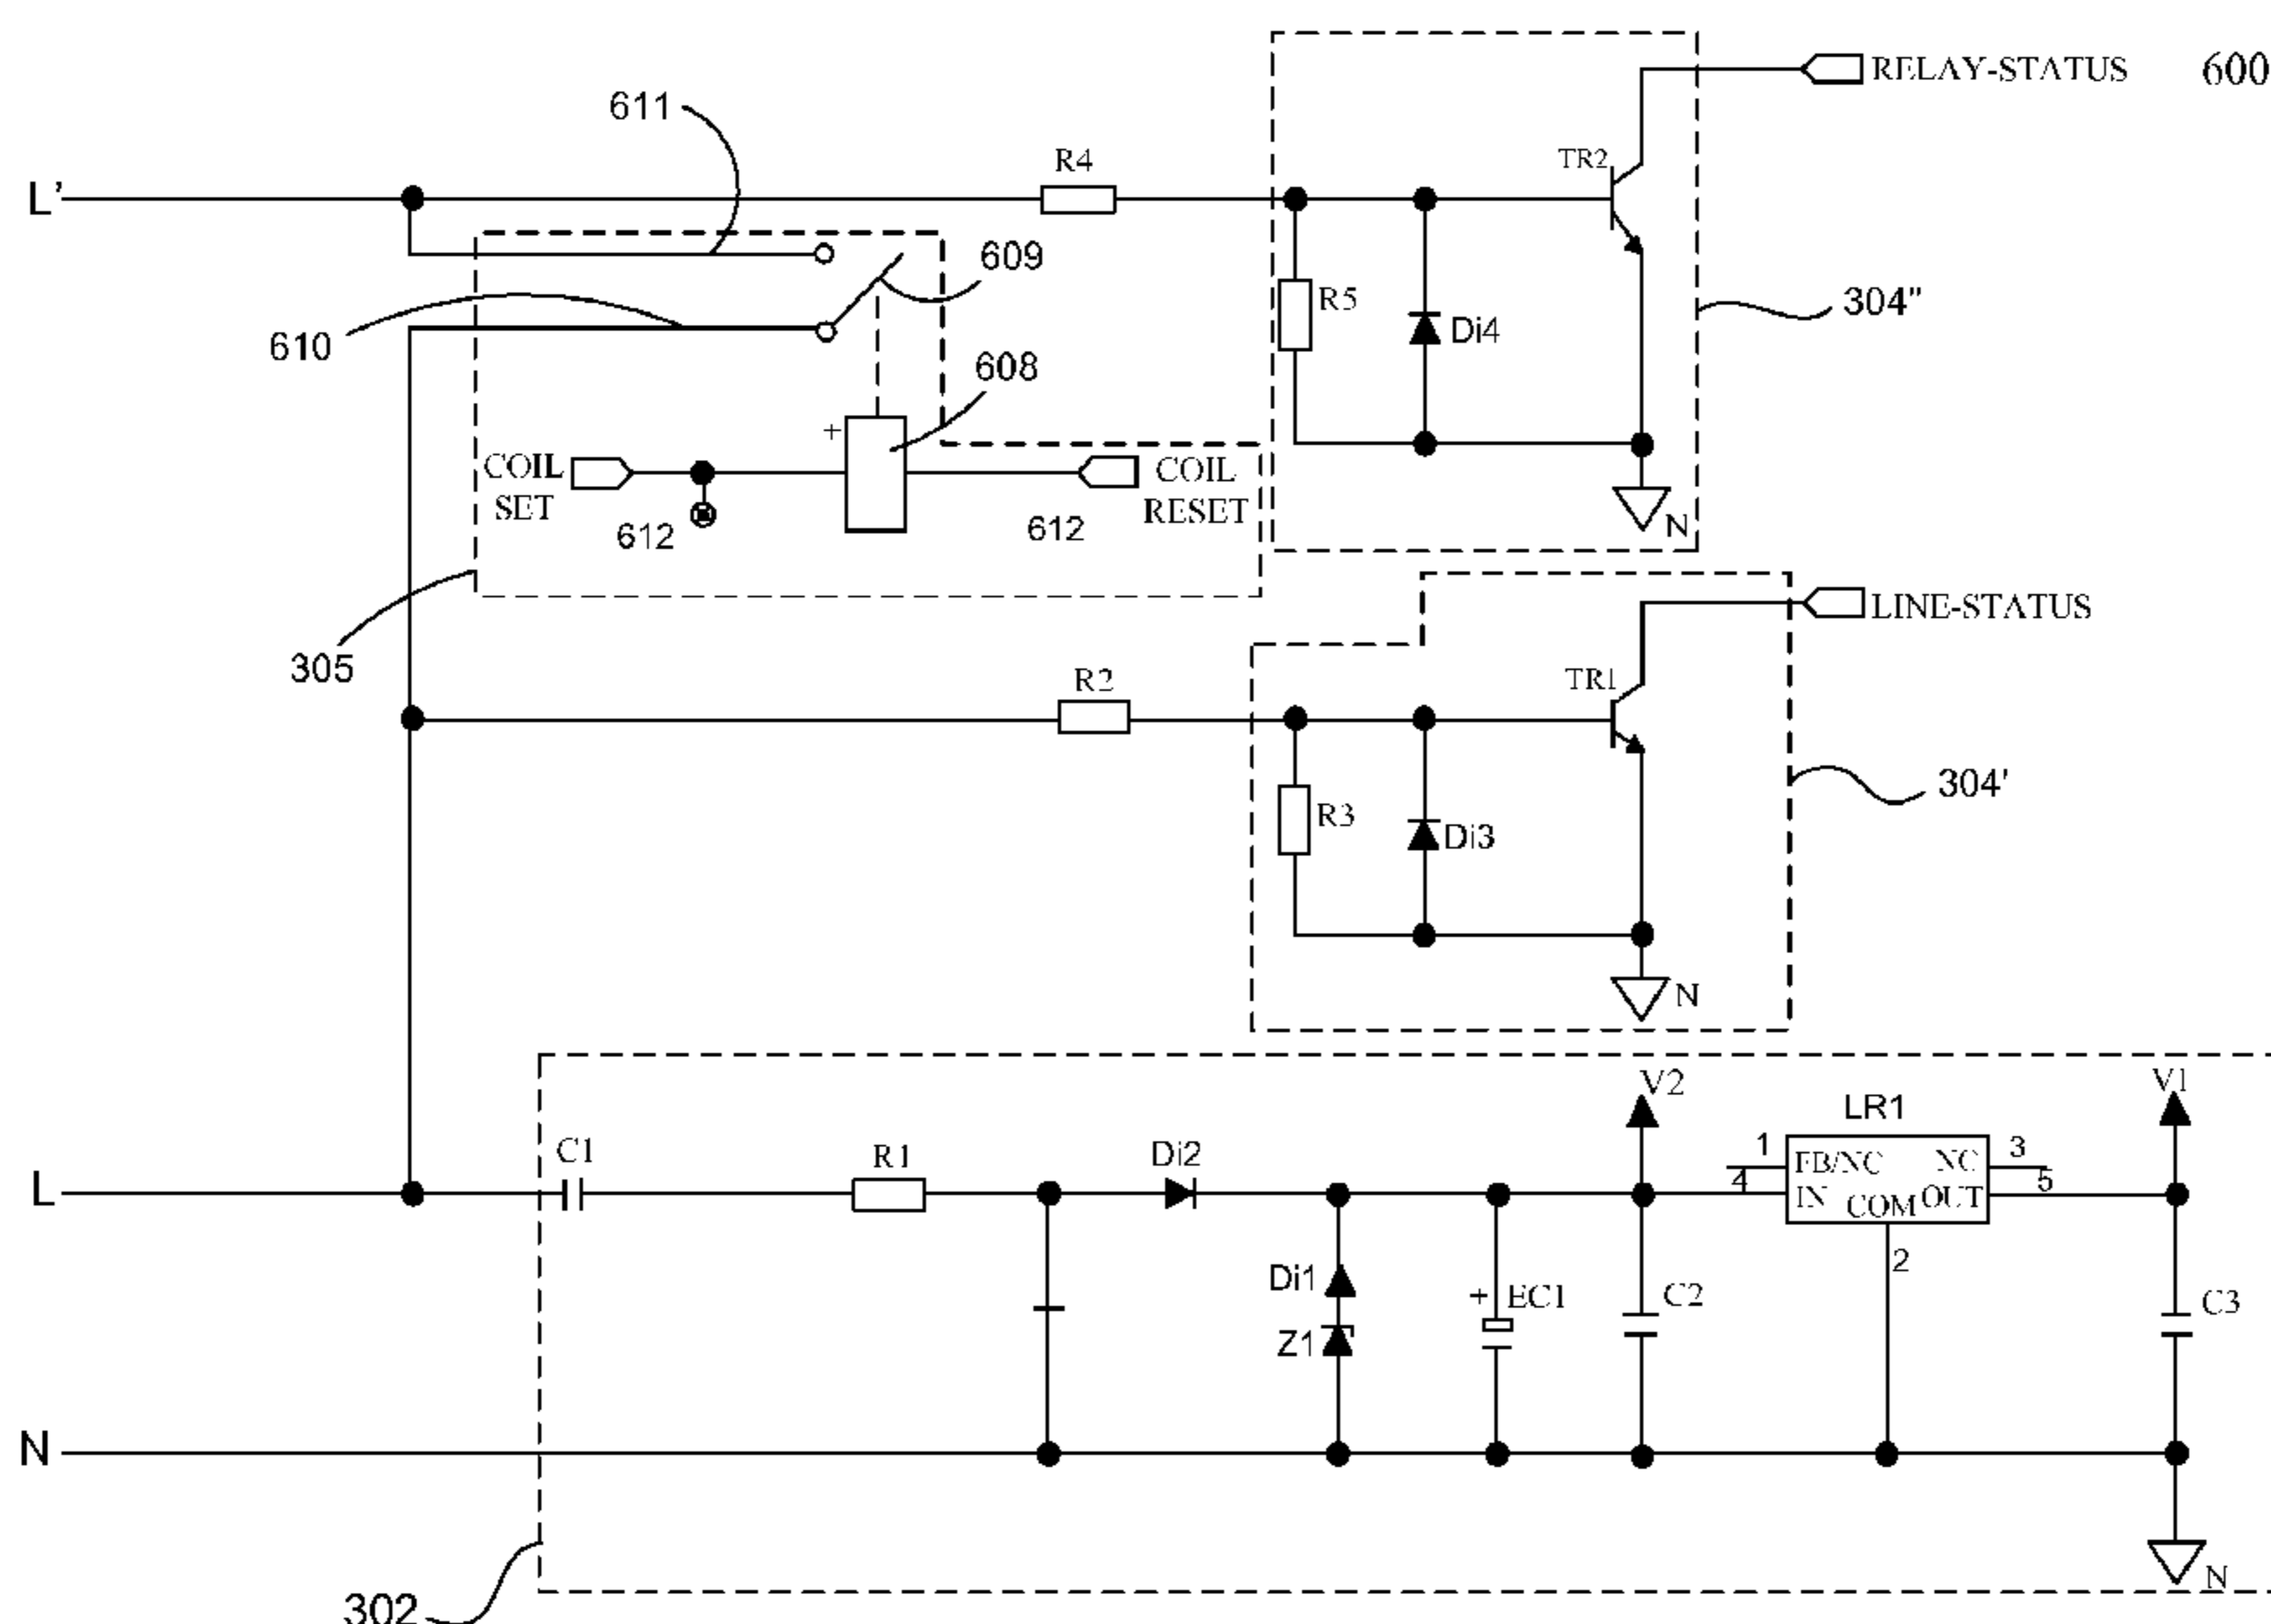 RELAY-STATUS
600
611
R4
TR2
L’
609
304"
R5
Di4
610
608
+
COIL
SET
COIL
RESET
612
612
N
LINE-STATUS
305
R2
TR1
304'
R3
Di3
N
V2
V1
LR1
C1
R1
Di2
1
FB/NC
NC
3
4
IN
COM
OUT
5
L
2
Di1
+
EC1
C2
C3
Z1
N
N
302